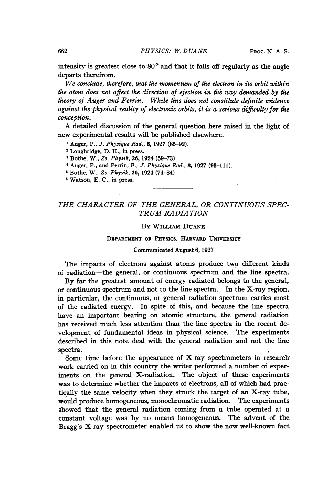 662 PHYSICS: W. DUANE PROC. N. A. S.
intensity is greatest close to 90° and that it falls off regularly as the angle
departs therefrom.
We conclude, therefore, that the momentum of the electron in its orbit within
the atom does not affect the direction of ejection in the way demanded by the
theory of Auger and Perrin. While this does not constitute definite evidence
against the physical reality of electronic orbits, it is a serious difficulty for the
conception.
A detailed discussion of the general question here raised in the light of
new experimental results will be published elsewhere.
1 Auger, P., J. Physique Rad., 8, 1927 (85-92).
2 Loughridge, D. H., in press.
3 Bothe, W., Zs. Physik, 26, 1924 (59-73).
4 Auger, P., and Perrin, F., J. Physique Rad., 8, 1927 (98-111).
5 Bothe, W., Zs. Physik, 26, 1924 (74-84).
6 Watson, E. C., in press.
THE CHARACTER OF THE GENERAL, OR CONTINUOUS SPEC-
TRUM RADIATION
BY WILLIAM DUANE
DEPARTMENT OF PHYSICS, HARVARD UNIVERSITY
Communicated August 6, 1927
The impacts of electrons against atoms produce two different kinds
of radiation—the general, or continuous spectrum and the line spectra.
By far the greatest amount of energy radiated belongs to the general,
or continuous spectrum and not to the line spectra. In the X-ray region,
in particular, the continuous, or general radiation spectrum carries most
of the radiated energy. In spite of this, and because the line spectra
have an important bearing on atomic structure, the general radiation
has received much less attention than the line spectra in the recent de-
velopment of fundamental ideas in physical science. The experiments
described in this note deal with the general radiation and not the line
spectra.
Some time before the appearance of X-ray spectrometers in research
work carried on in this country the writer performed a number of exper-
iments on the general X-radiation. The object of these experiments
was to determine whether the impacts of electrons, all of which had prac-
tically the same velocity when they struck the target of an X-ray tube,
would produce homogeneous, monochromatic radiation. The experiments
showed that the general radiation coming from a tube operated at a
constant voltage was by no means homogeneous. The advent of the
Bragg's X-ray spectrometer enabled us to show the now well-known fact